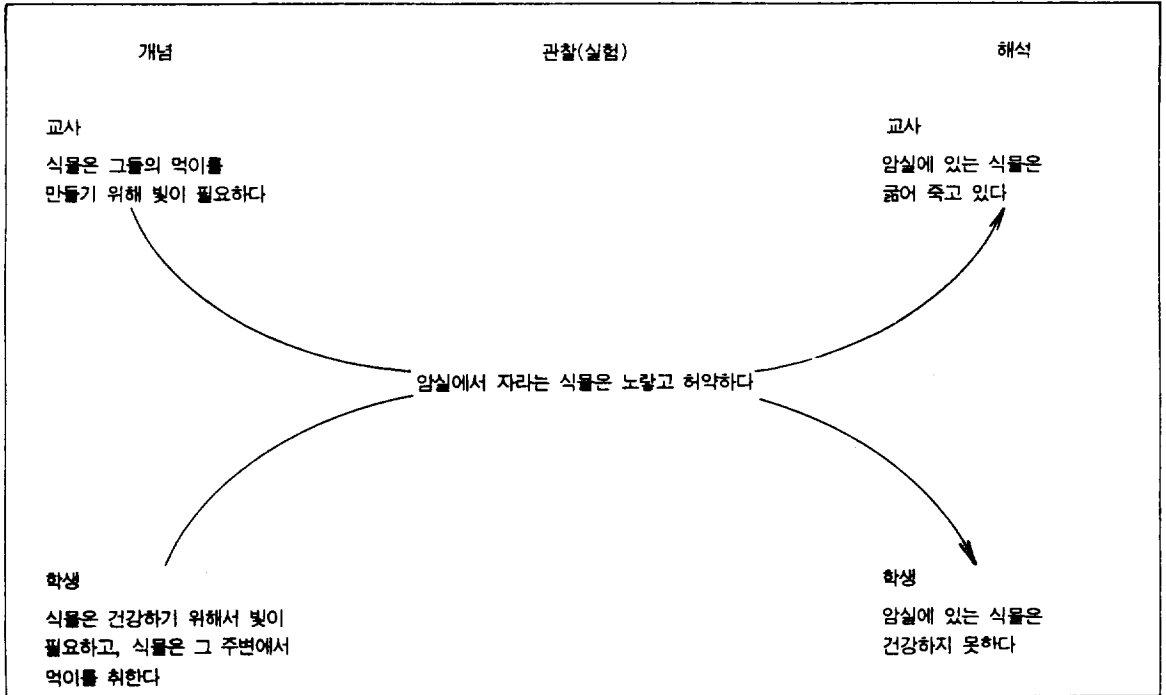 개념
관찰(실험)
해석
교사
식물은 그들의 먹이를
만들기 위해 빛이 필요하다
교사
암실에 있는 식물은
굶어 죽고 있다
암실에서 자라는 식물은 노랗고 허약하다
학생
식물은 건강하기 위해서 빛이
필요하고, 식물은 그 주변에서
먹이를 취한다
학생
암실에 있는 식물은
건강하지 못하다